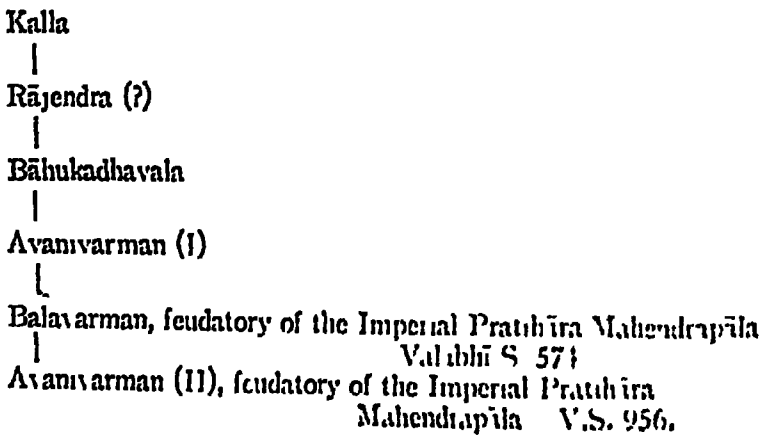 Kalla
Rājendra (?)
Bāhukadhavala
Avanivarman (I)
Balavarman, feudatory of the Imperial Pratihāra Mahendrapāla
Valabhī S 574
Avanivarman (II), feudatory of the Imperial Pratihāra
Mahendrapāla V.S. 956.